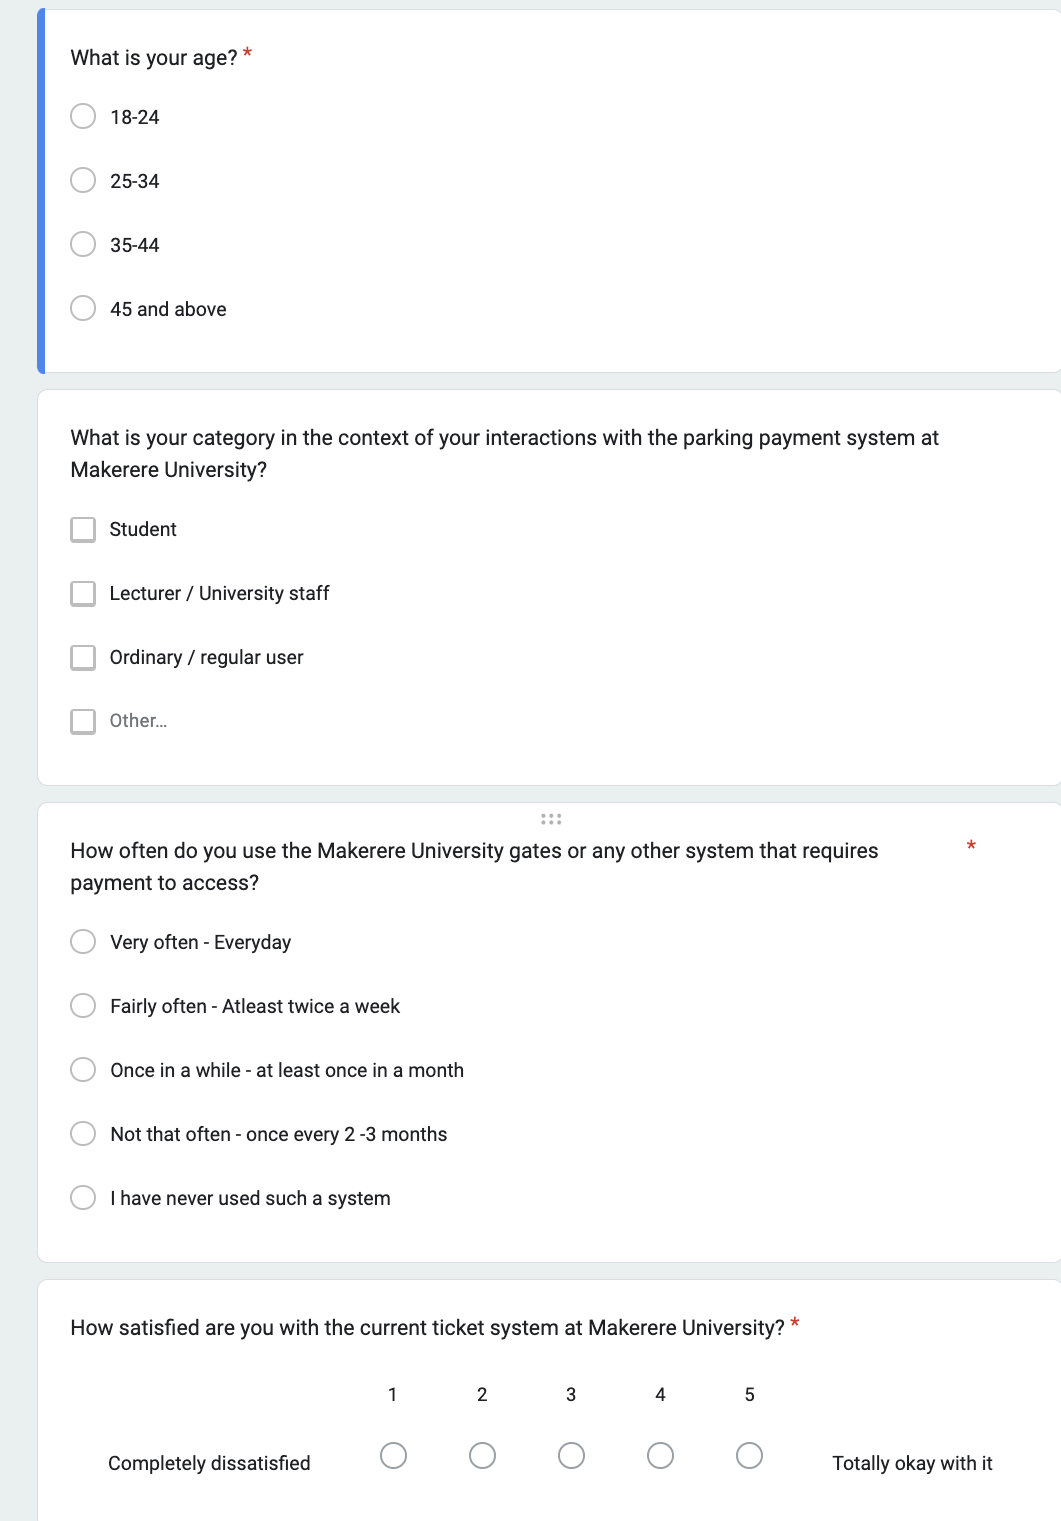 What is your age? *
18-24
25-34
35-44
45 and above
What is your category in the context of your interactions with the parking payment system at
Makerere University?
Student
Lecturer / University staff
Ordinary / regular user
Other...
How often do you use the Makerere University gates or any other system that requires *
payment to access?
Very often - Everyday
Fairly often - Atleast twice a week
Once in a while - at least once in a month
Not that often - once every 2 -3 months
I have never used such a system
How satisfied are you with the current ticket system at Makerere University? *
1 2 3 4 5
Completely dissatisfied Totally okay with it